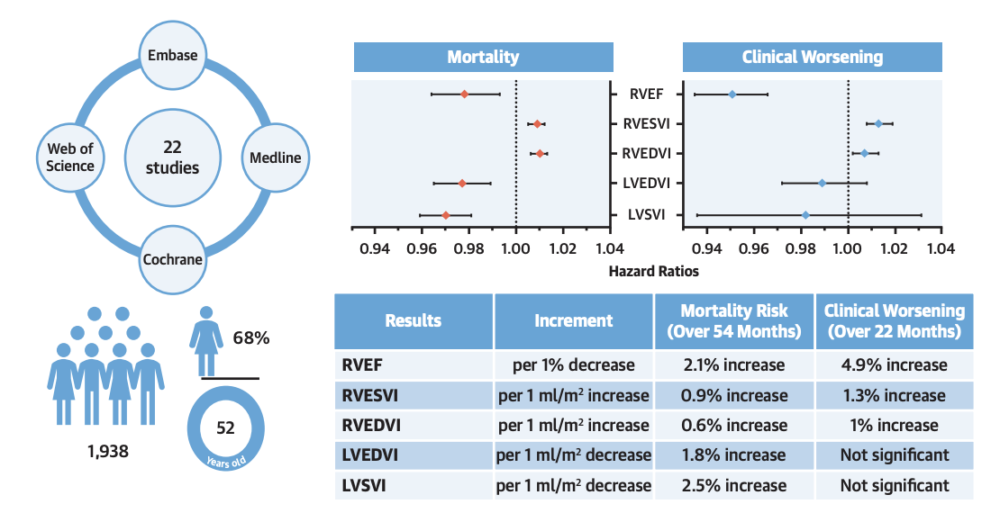 Embase
Web of
Science
22
studies
Medline
Cochrane
1,938
68%
52
years old
Mortality
Clinical Worsening
RVEF
RVESVI
RVEDVI
LVEDVI
LVSVI
0.94 0.96 0.98 1.00 1.02 1.04
0.94 0.96 0.98 1.00 1.02 1.04
Hazard Ratios
Results Increment Mortality Risk (Over 54 Months) Clinical Worsening (Over 22 Months)
RVEF per 1% decrease 2.1% increase 4.9% increase
RVESVI per 1 ml/m² increase 0.9% increase 1.3% increase
RVEDVI per 1 ml/m² increase 0.6% increase 1% increase
LVEDVI per 1 ml/m² decrease 1.8% increase Not significant
LVSVI per 1 ml/m² decrease 2.5% increase Not significant